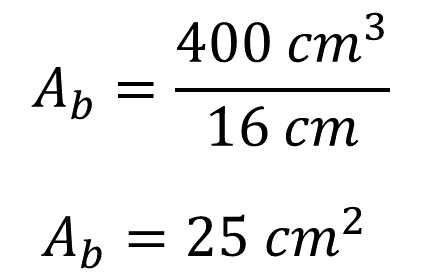 A_b = 400 cm³ / 16 cm
A_b = 25 cm²